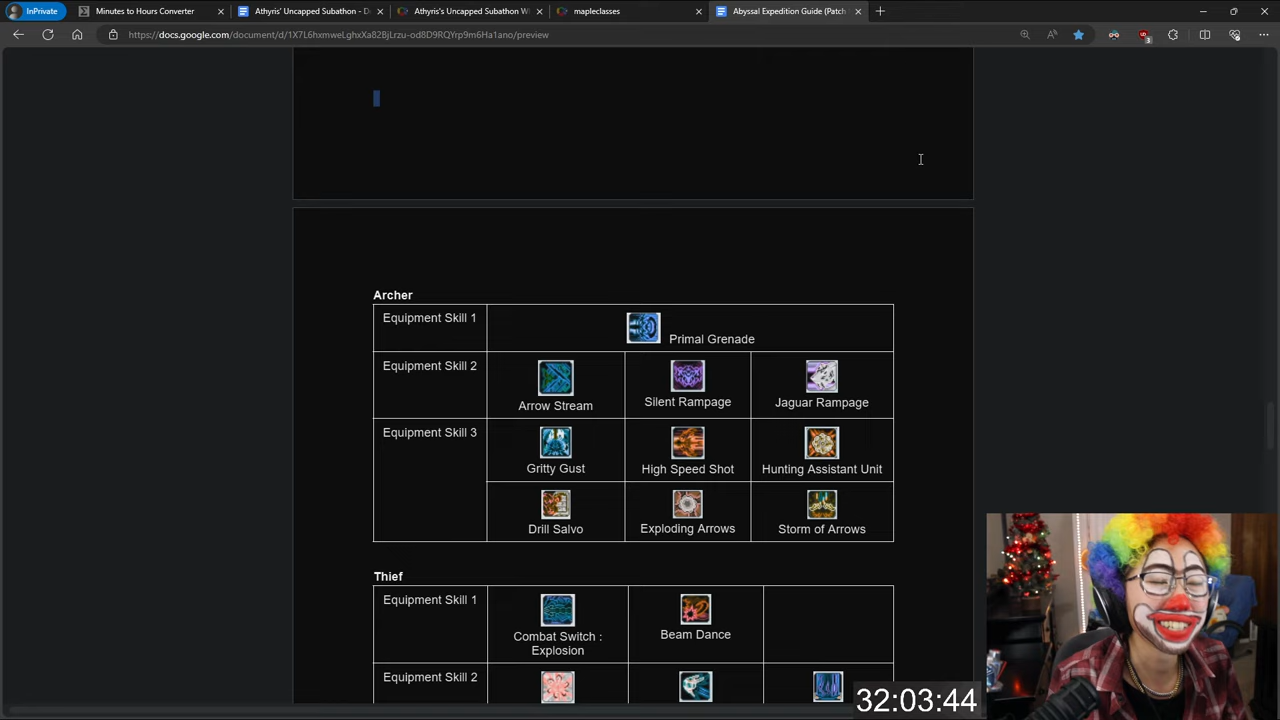 InPrivate
Minutes to Hours Converter
Athyris' Uncapped Subathon - D
Athyris's Uncapped Subathon W
mapleclasses
Abyssal Expedition Guide (Patch
https://docs.google.com/document/d/1X7L6hxmweLghxXa82BjLrzu-od8D9RQYrp9m6Ha1ano/preview
Archer
Equipment Skill 1
Primal Grenade
Equipment Skill 2
Arrow Stream
Silent Rampage
Jaguar Rampage
Equipment Skill 3
Gritty Gust
High Speed Shot
Hunting Assistant Unit
Drill Salvo
Exploding Arrows
Storm of Arrows
Thief
Equipment Skill 1
Combat Switch :
Explosion
Beam Dance
Equipment Skill 2
32:03:44